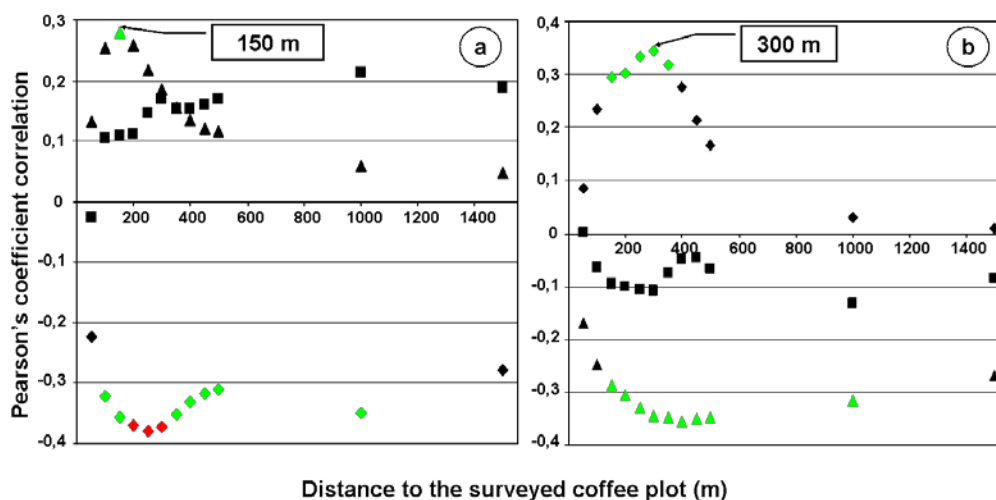 Pearson's coefficient correlation
0,3
0,2
0,1
0
-0,1
-0,2
-0,3
-0,4
200 400 600 800 1000 1200 1400
150 m
a
0,4
0,3
0,2
0,1
0
-0,1
-0,2
-0,3
-0,4
200 400 600 800 1000 1200 1400
300 m
b
Distance to the surveyed coffee plot (m)